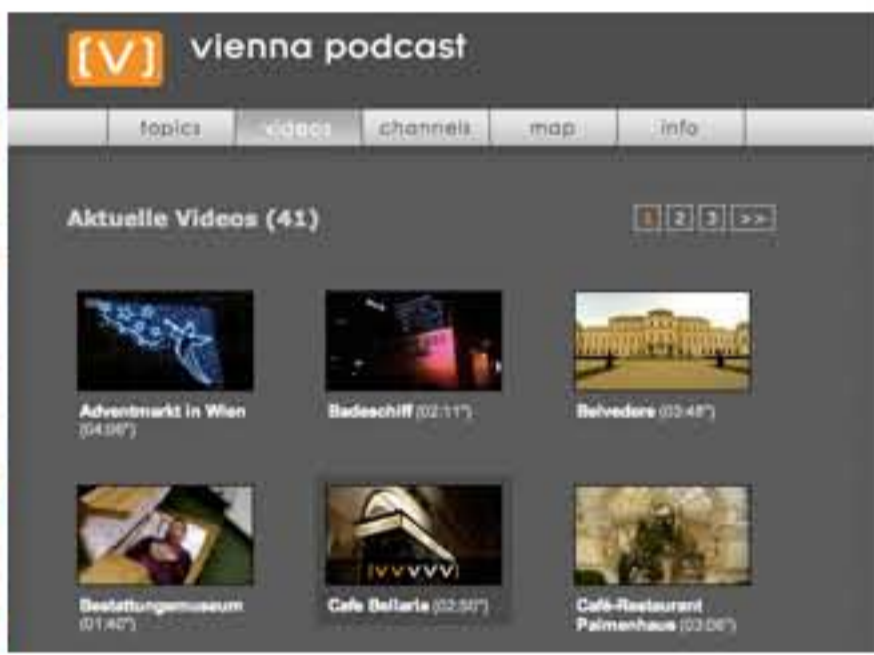 [V] vienna podcast
topics videos channels map info
Aktuelle Videos (41)
1 2 3 >>
Adventmarkt in Wien
(04:06")
Badeschiff (02:11")
Belvedere (03:48")
Bestattungsmuseum
(01:40")
Cafe Bellaria (02:50")
Café-Restaurant
Palmenhaus (03:06")